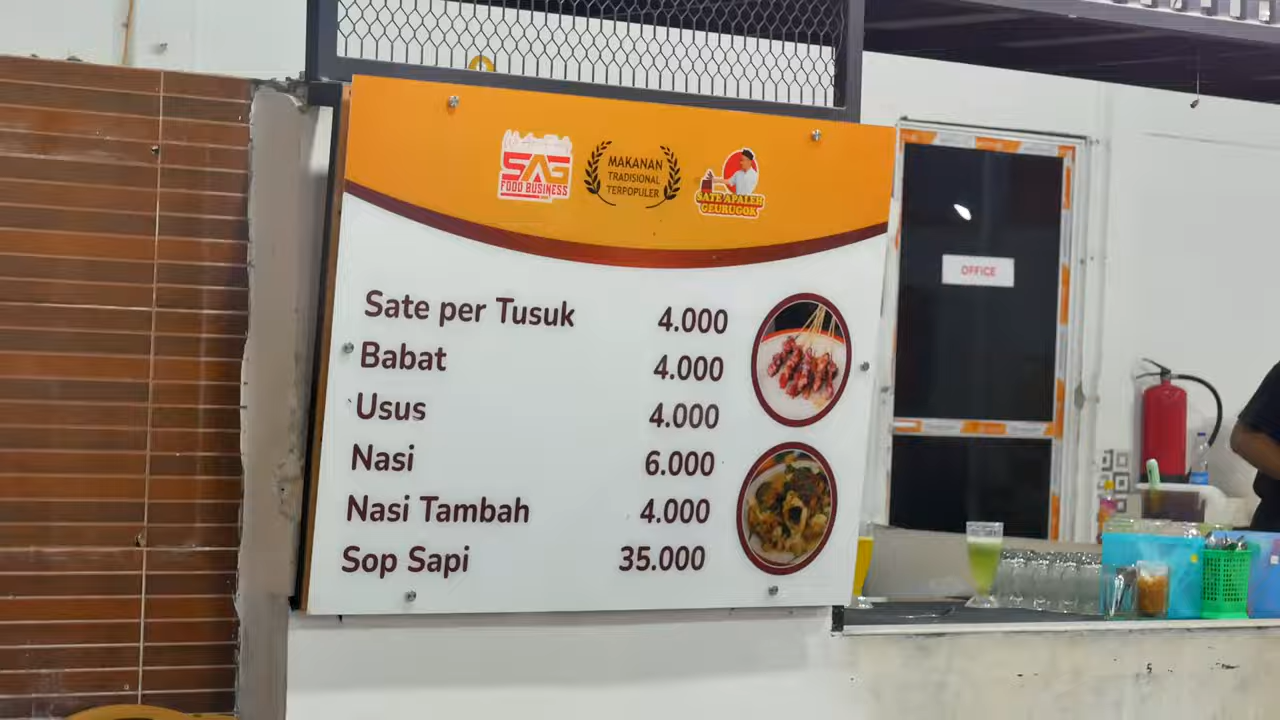 SAG
FOOD BUSINESS
MAKANAN
TRADISIONAL
TERPOPULER
SATE APALEH
GEURUGOK
OFFICE
Sate per Tusuk 4.000
Babat 4.000
Usus 4.000
Nasi 6.000
Nasi Tambah 4.000
Sop Sapi 35.000